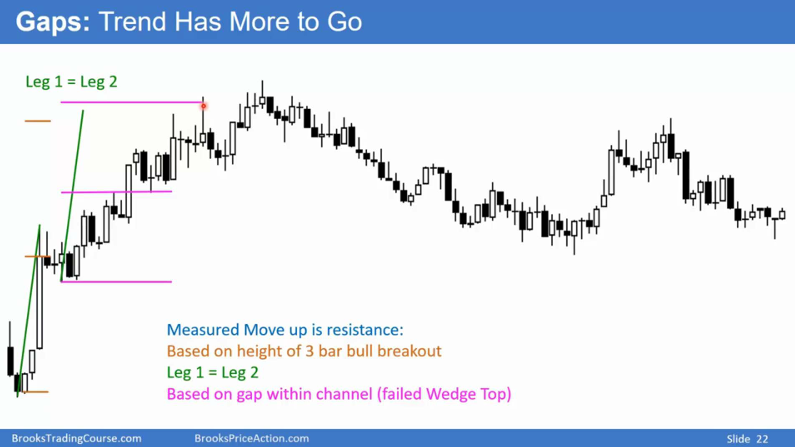 Gaps: Trend Has More to Go
Leg 1 = Leg 2
Measured Move up is resistance:
Based on height of 3 bar bull breakout
Leg 1 = Leg 2
Based on gap within channel (failed Wedge Top)
BrooksTradingCourse.com
BrooksPriceAction.com
Slide 22